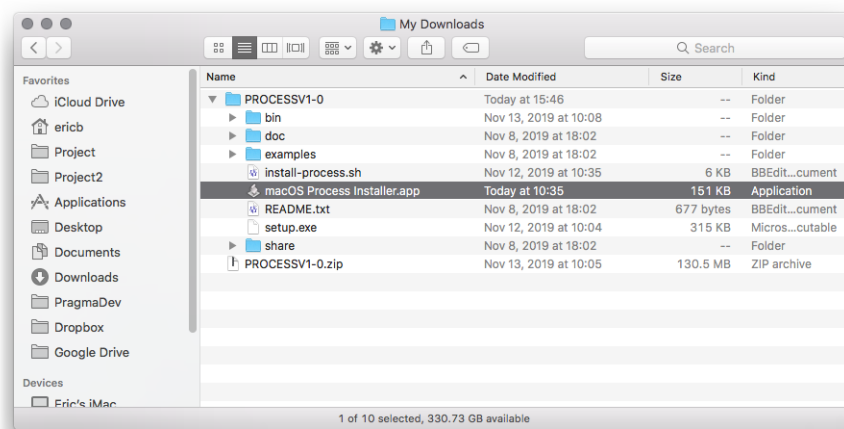 My Downloads
Search
Favorites
iCloud Drive
ericb
Project
Project2
Applications
Desktop
Documents
Downloads
PragmaDev
Dropbox
Google Drive
Devices
Eric's iMac
Name Date Modified Size Kind
PROCESSV1-0 Today at 15:46 -- Folder
bin Nov 13, 2019 at 10:08 -- Folder
doc Nov 8, 2019 at 18:02 -- Folder
examples Nov 8, 2019 at 18:02 -- Folder
install-process.sh Nov 12, 2019 at 10:35 6 KB BBEdit...cument
macOS Process Installer.app Today at 10:35 151 KB Application
README.txt Nov 8, 2019 at 18:02 677 bytes BBEdit...cument
setup.exe Nov 12, 2019 at 10:04 315 KB Micros...cutable
share Nov 8, 2019 at 18:02 -- Folder
PROCESSV1-0.zip Nov 13, 2019 at 10:05 130.5 MB ZIP archive
1 of 10 selected, 330.73 GB available